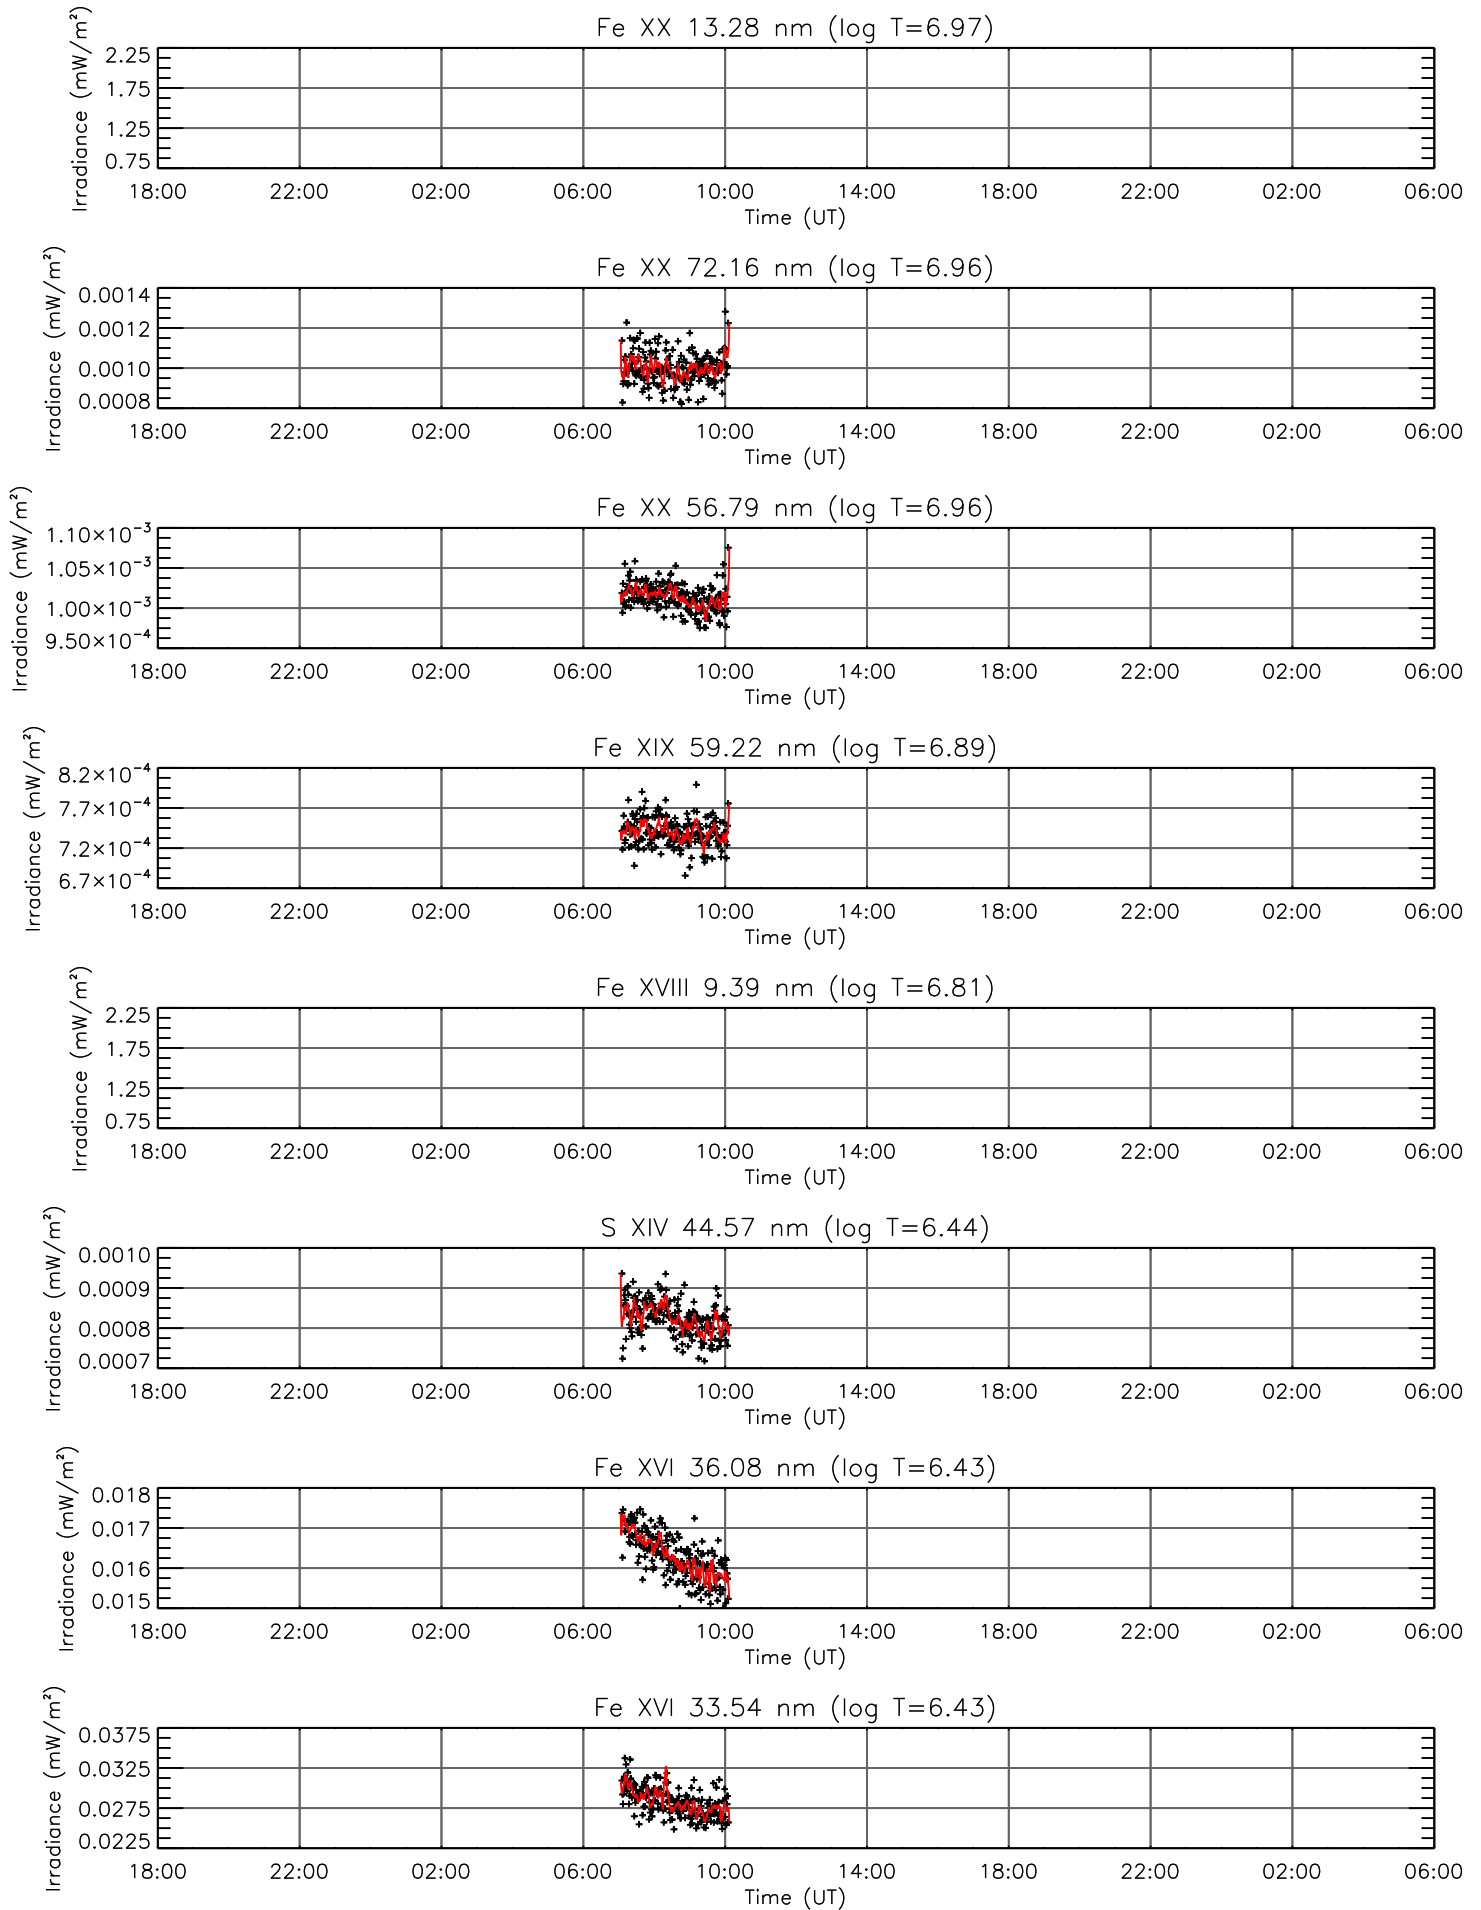 Fe XX 13.28 nm (log T=6.97)
Irradiance (mW/m²)
2.25
1.75
1.25
0.75
18:00 22:00 02:00 06:00 10:00 14:00 18:00 22:00 02:00 06:00
Time (UT)
Fe XX 72.16 nm (log T=6.96)
Irradiance (mW/m²)
0.0014
0.0012
0.0010
0.0008
18:00 22:00 02:00 06:00 10:00 14:00 18:00 22:00 02:00 06:00
Time (UT)
Fe XX 56.79 nm (log T=6.96)
Irradiance (mW/m²)
1.10×10⁻³
1.05×10⁻³
1.00×10⁻³
9.50×10⁻⁴
18:00 22:00 02:00 06:00 10:00 14:00 18:00 22:00 02:00 06:00
Time (UT)
Fe XIX 59.22 nm (log T=6.89)
Irradiance (mW/m²)
8.2×10⁻⁴
7.7×10⁻⁴
7.2×10⁻⁴
6.7×10⁻⁴
18:00 22:00 02:00 06:00 10:00 14:00 18:00 22:00 02:00 06:00
Time (UT)
Fe XVIII 9.39 nm (log T=6.81)
Irradiance (mW/m²)
2.25
1.75
1.25
0.75
18:00 22:00 02:00 06:00 10:00 14:00 18:00 22:00 02:00 06:00
Time (UT)
S XIV 44.57 nm (log T=6.44)
Irradiance (mW/m²)
0.0010
0.0009
0.0008
0.0007
18:00 22:00 02:00 06:00 10:00 14:00 18:00 22:00 02:00 06:00
Time (UT)
Fe XVI 36.08 nm (log T=6.43)
Irradiance (mW/m²)
0.018
0.017
0.016
0.015
18:00 22:00 02:00 06:00 10:00 14:00 18:00 22:00 02:00 06:00
Time (UT)
Fe XVI 33.54 nm (log T=6.43)
Irradiance (mW/m²)
0.0375
0.0325
0.0275
0.0225
18:00 22:00 02:00 06:00 10:00 14:00 18:00 22:00 02:00 06:00
Time (UT)